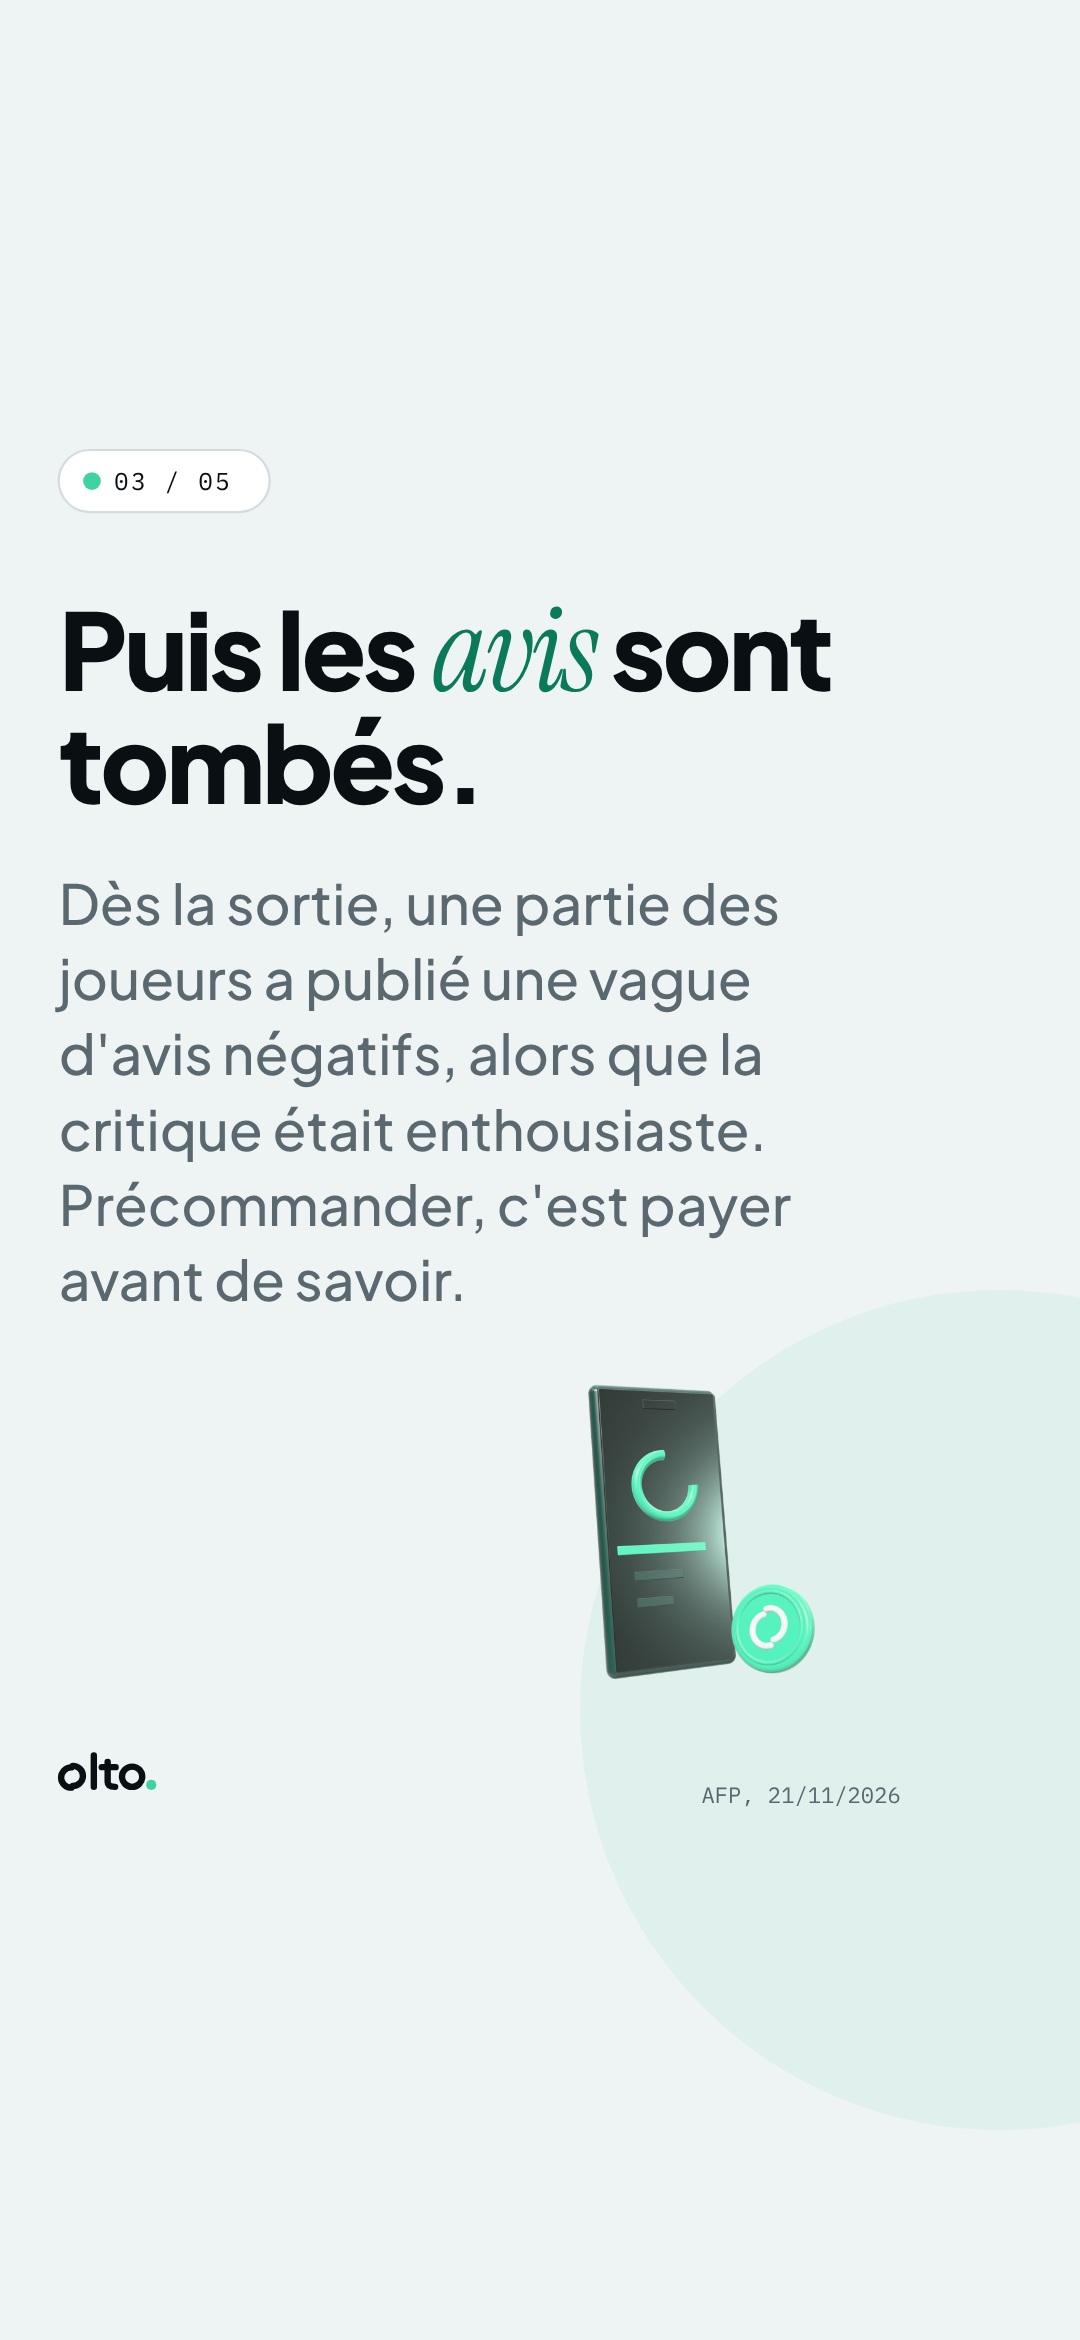 03 / 05
Puis les avis sont
tombés.
Dès la sortie, une partie des
joueurs a publié une vague
d'avis négatifs, alors que la
critique était enthousiaste.
Précommander, c'est payer
avant de savoir.
olto.
AFP, 21/11/2026